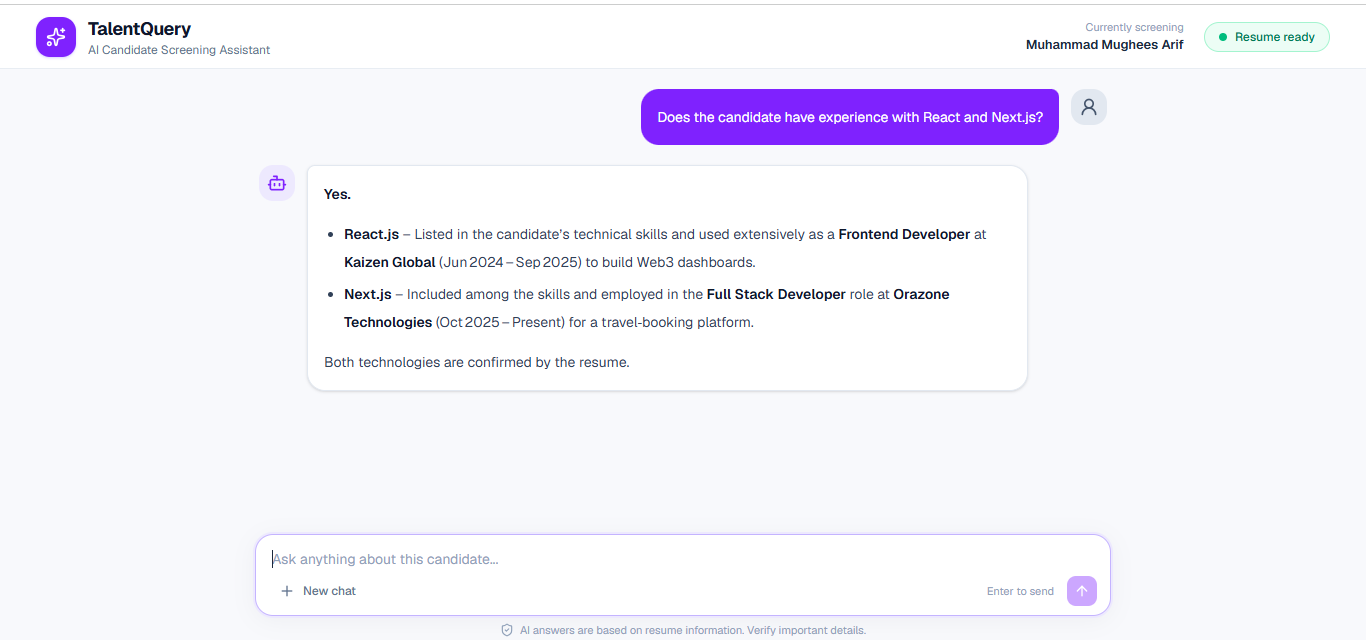 TalentQuery
AI Candidate Screening Assistant
Currently screening
Muhammad Mughees Arif
Resume ready
Does the candidate have experience with React and Next.js?
Yes.
• React.js – Listed in the candidate's technical skills and used extensively as a Frontend Developer at
Kaizen Global (Jun 2024 – Sep 2025) to build Web3 dashboards.
• Next.js – Included among the skills and employed in the Full Stack Developer role at Orazone
Technologies (Oct 2025 – Present) for a travel-booking platform.
Both technologies are confirmed by the resume.
Ask anything about this candidate...
New chat
Enter to send
AI answers are based on resume information. Verify important details.